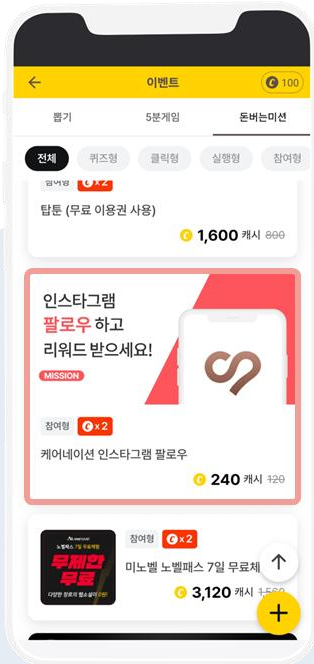 이벤트
100
뽑기
5분게임
돈버는미션
전체
퀴즈형
클릭형
실행형
참여형
참여형
x2
탑툰 (무료 이용권 사용)
1,600 캐시 800
인스타그램
팔로우 하고
리워드 받으세요!
MISSION
참여형
x2
케어네이션 인스타그램 팔로우
240 캐시 120
노벨패스 7일 무료체험
무제한
무료
참여형
x2
미노벨 노벨패스 7일 무료체
3,120 캐시 1,560